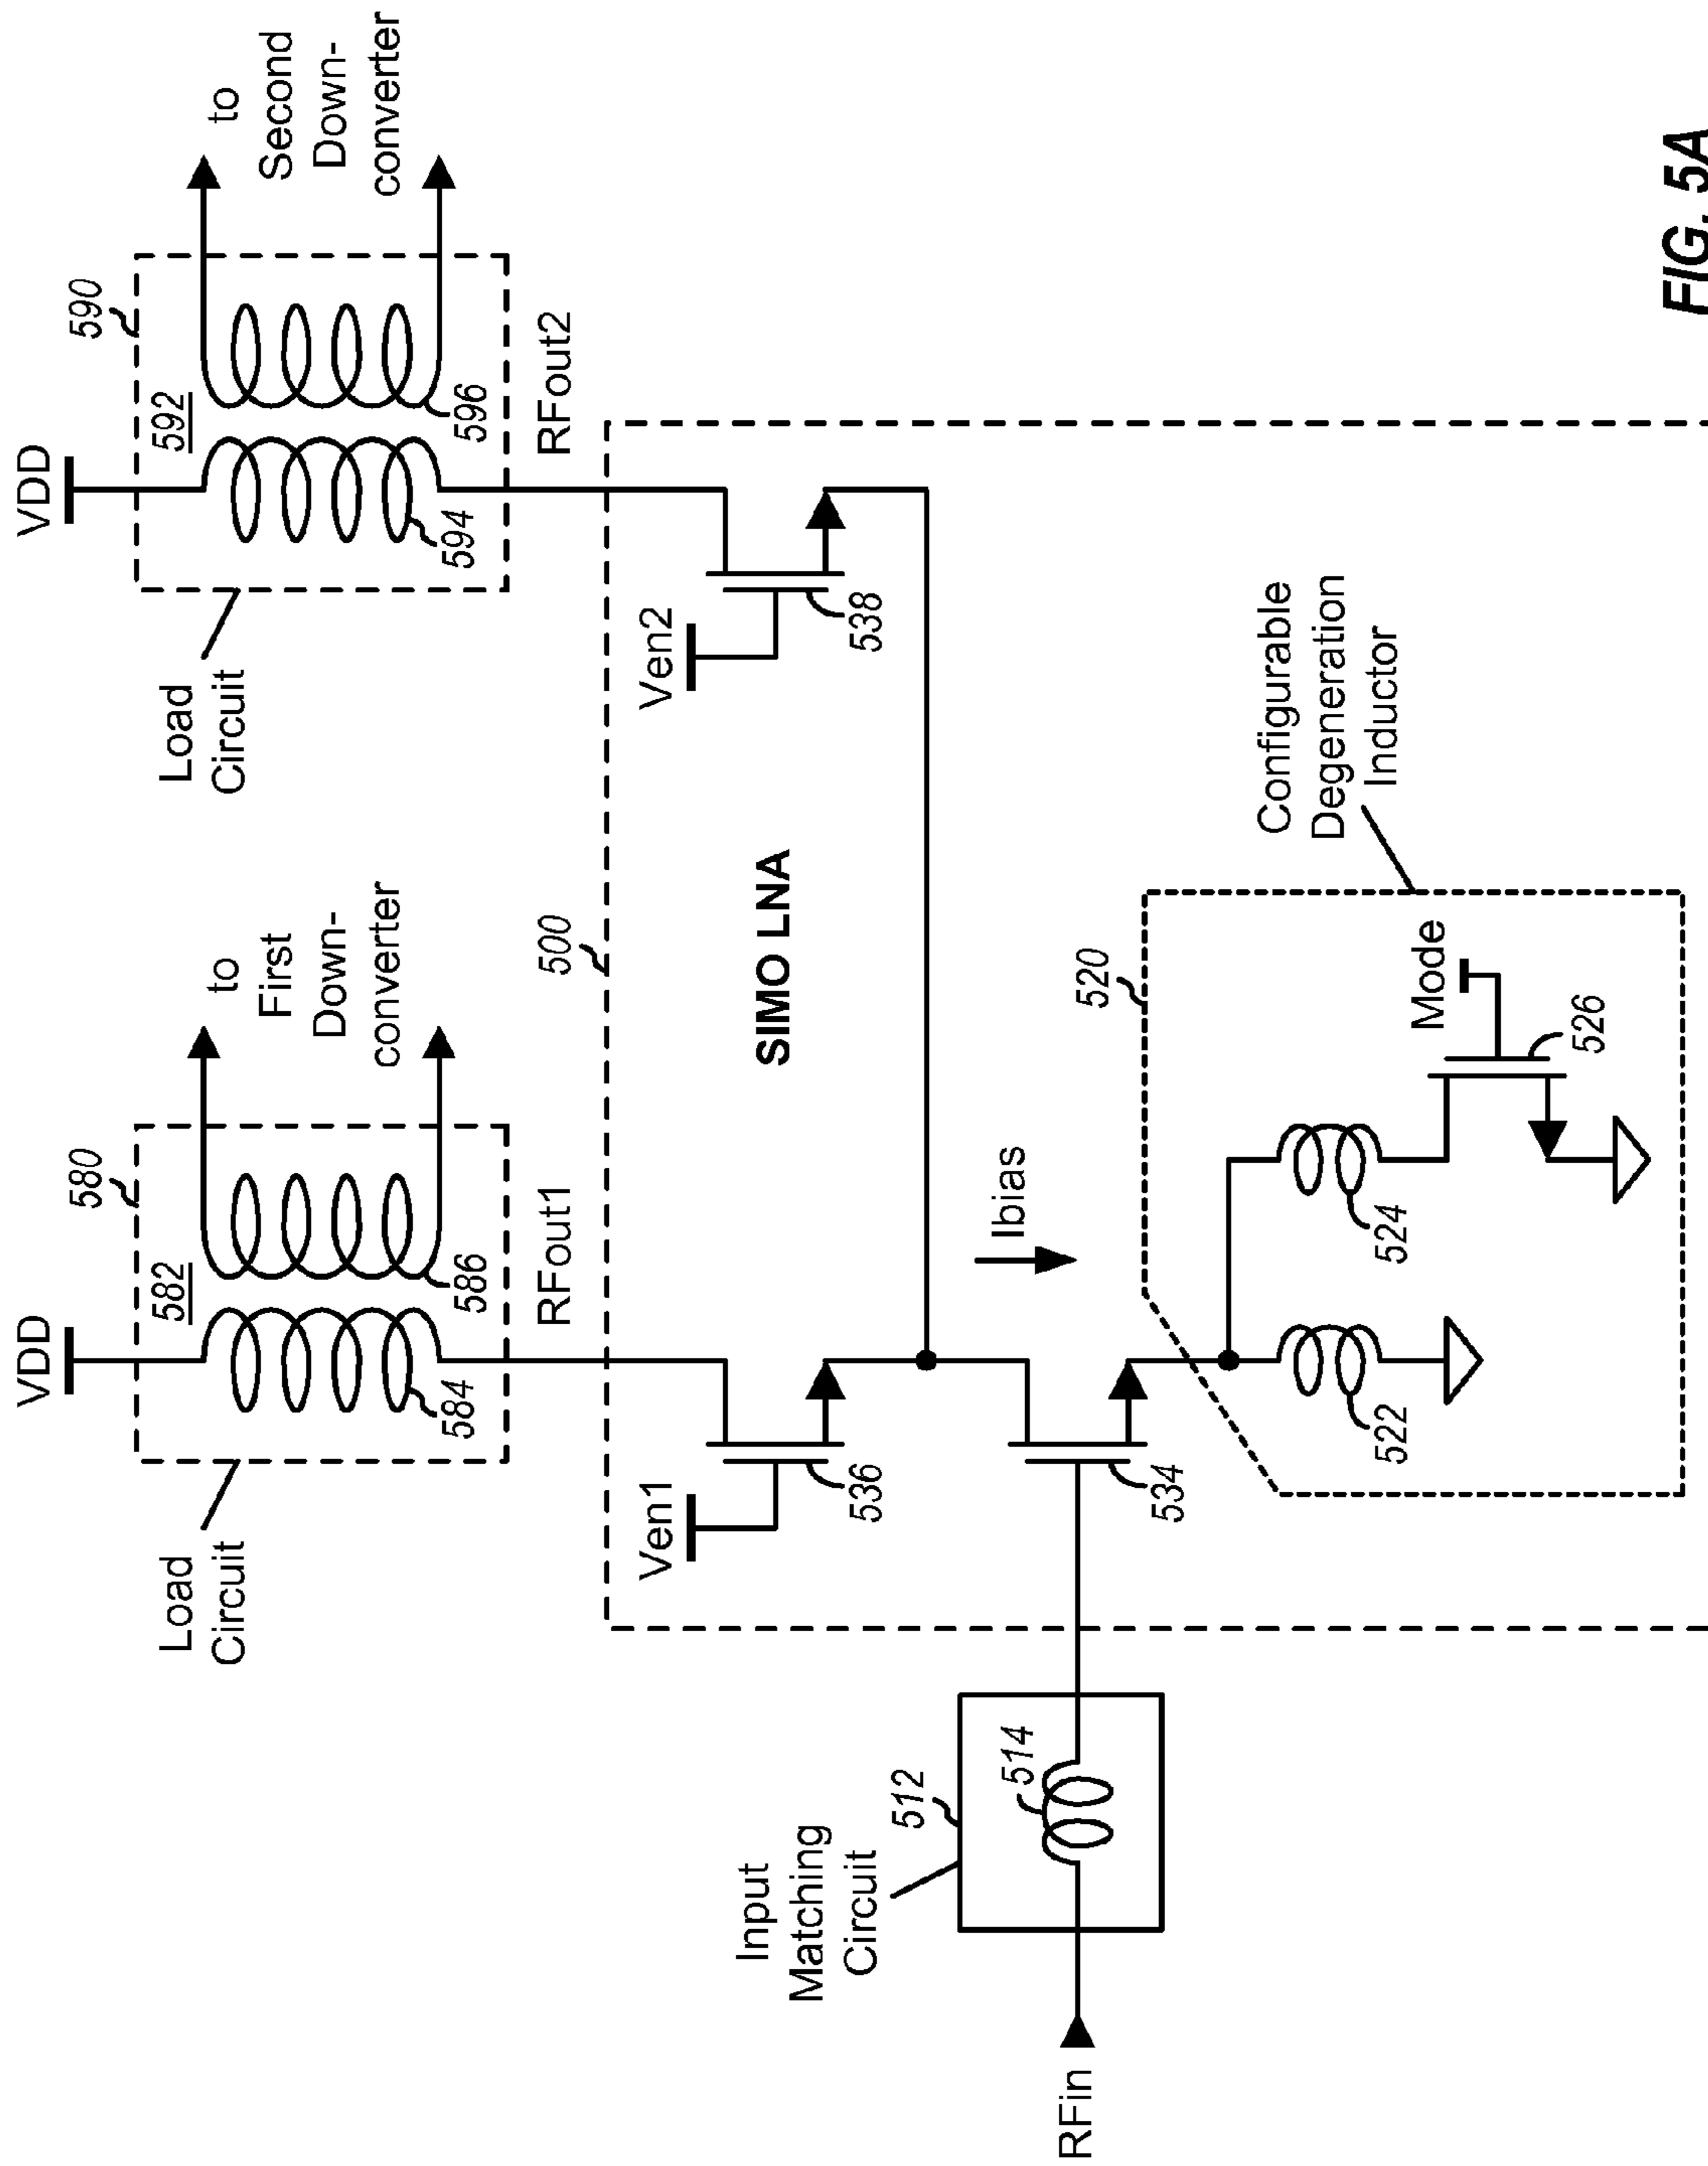 VDD
VDD
Load
Circuit
580
582
584
586
to
First
Down-
converter
Load
Circuit
590
592
594
596
to
Second
Down-
converter
RFout1
RFout2
500
Ven1
536
SIMO LNA
Ven2
538
Input
Matching
Circuit
512
514
RFin
534
Ibias
520
Configurable
Degeneration
Inductor
522
524
Mode
526
FIG. 5A